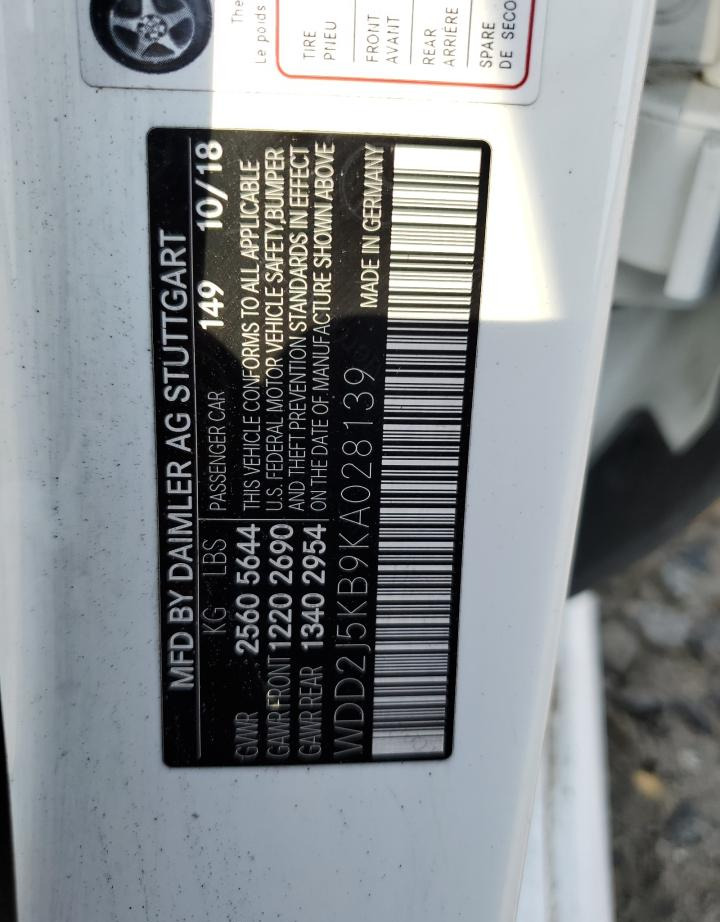 The
Le poids
TIRE
PNEU
FRONT
AVANT
REAR
ARRIÈRE
SPARE
DE SECO
MFD BY DAIMLER AG STUTTGART
KG LBS PASSENGER CAR 149 10/18
GVWR 2560 5644 THIS VEHICLE CONFORMS TO ALL APPLICABLE
GAWR FRONT 1220 2690 U.S. FEDERAL MOTOR VEHICLE SAFETY,BUMPER
GAWR REAR 1340 2954 AND THEFT PREVENTION STANDARDS IN EFFECT
ON THE DATE OF MANUFACTURE SHOWN ABOVE
WDD2J5KB9KA028139 MADE IN GERMANY